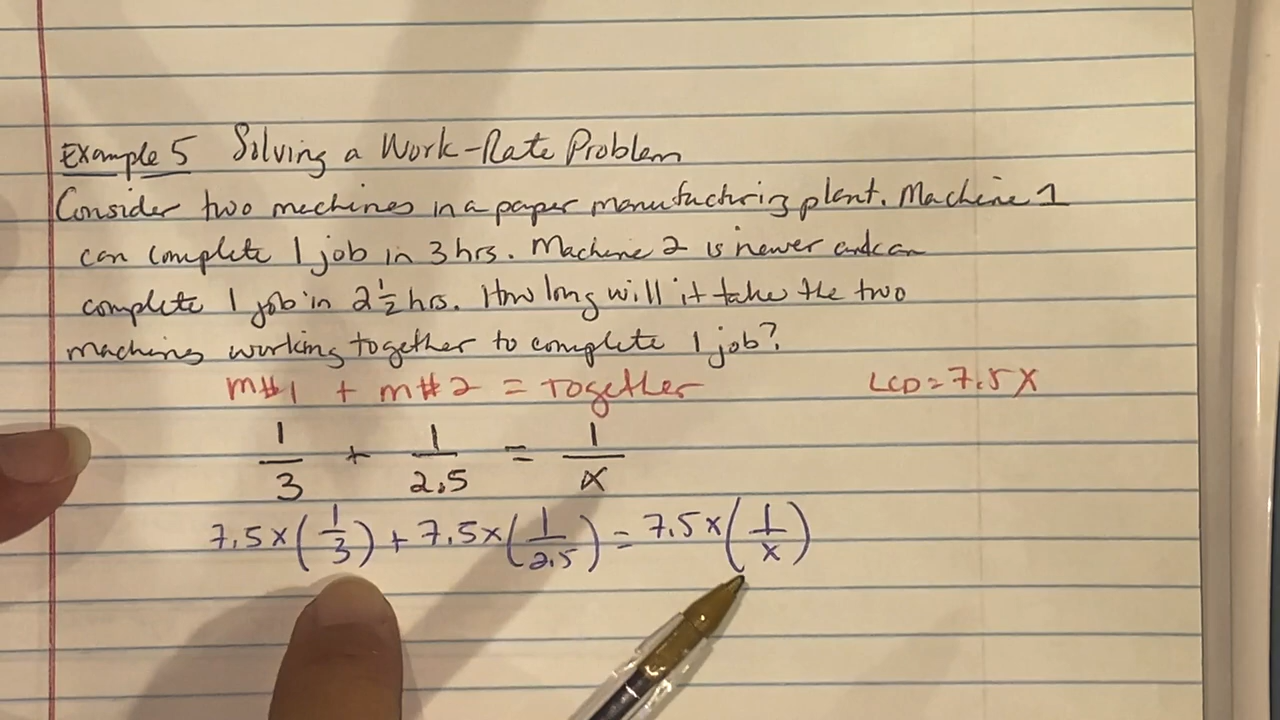 Example 5 Solving a Work-Rate Problem
Consider two machines in a paper manufacturing plant. Machine 1
can complete 1 job in 3 hrs. Machine 2 is newer and can
complete 1 job in 2 1/2 hrs. How long will it take the two
machines working together to complete 1 job?
m#1 + m#2 = Together LCD = 7.5x
1/3 + 1/2.5 = 1/x
7.5x(1/3) + 7.5x(1/2.5) = 7.5x(1/x)